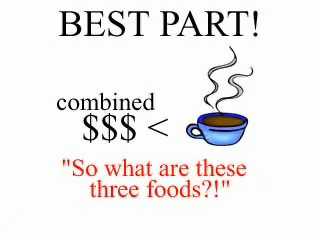 BEST PART!
combined
$$$ <
"So what are these
three foods?!"